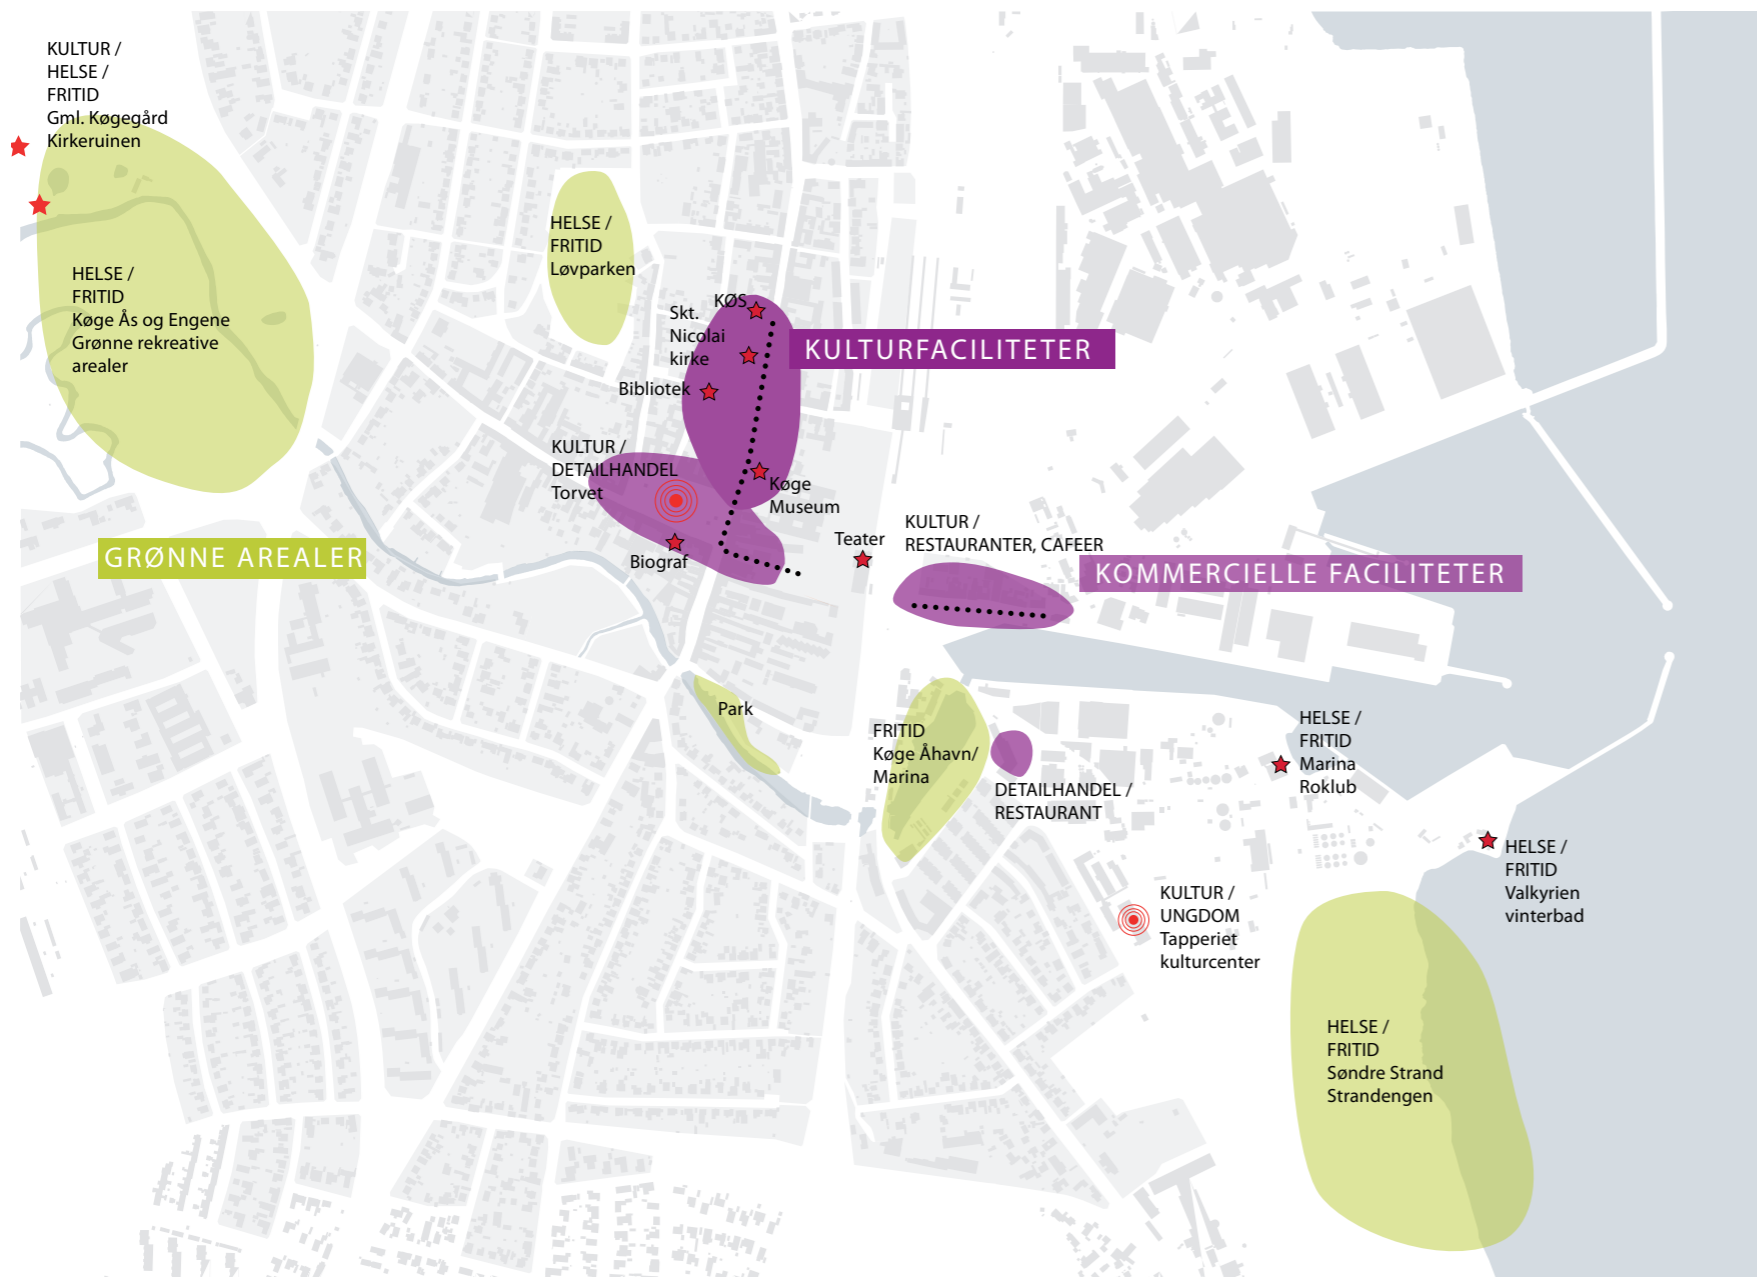 KULTUR /
HELSE /
FRITID
Gml. Køgegård
Kirkeruinen
HELSE /
FRITID
Køge Ås og Engene
Grønne rekreative
arealer
HELSE /
FRITID
Løvparken
KØS
Skt.
Nicolai
kirke
Bibliotek
KULTURFACILITETER
KULTUR /
DETAILHANDEL
Torvet
Køge
Museum
Biograf
Teater
KULTUR /
RESTAURANTER, CAFEER
GRØNNE AREALER
KOMMERCIELLE FACILITETER
Park
FRITID
Køge Åhavn/
Marina
DETAILHANDEL /
RESTAURANT
HELSE /
FRITID
Marina
Roklub
HELSE /
FRITID
Valkyrien
vinterbad
KULTUR /
UNGDOM
Tapperiet
kulturcenter
HELSE /
FRITID
Søndre Strand
Strandengen